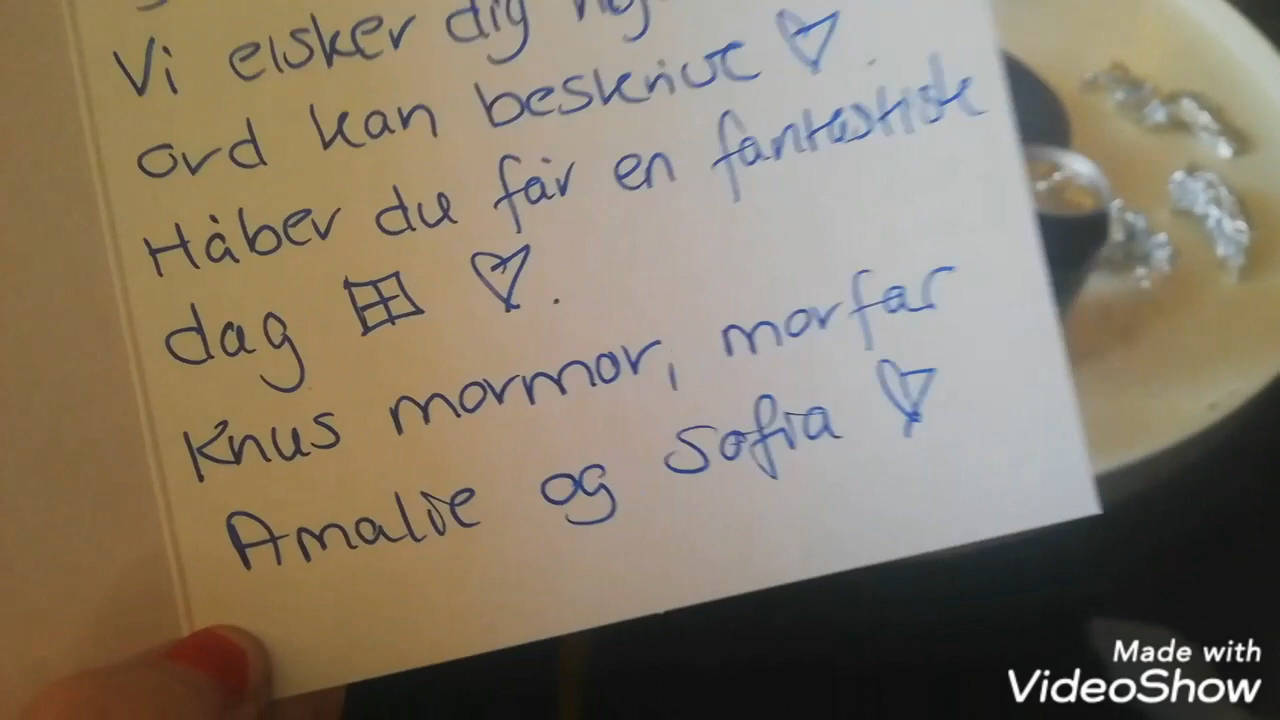 Vi elsker dig
ord kan beskrive ♡.
Håber du får en fantastisk
dag ♡.
Knus mormor, morfar
Amalie og Sofia ♡
Made with
VideoShow